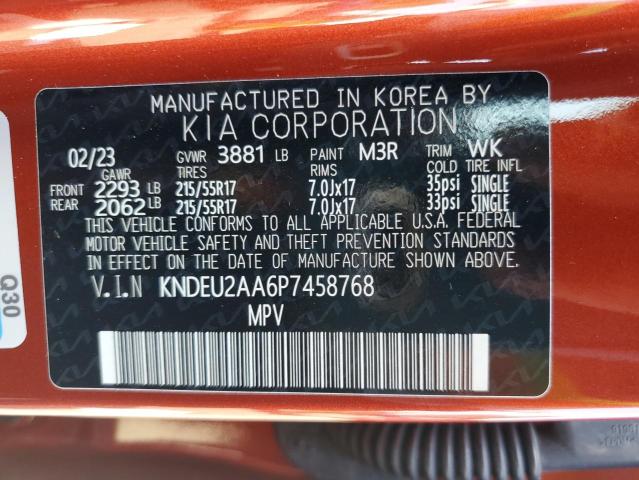 MANUFACTURED IN KOREA BY
KIA CORPORATION
02/23 GVWR 3881 LB PAINT M3R TRIM WK
GAWR RIMS COLD TIRE INFL
FRONT 2293 LB 215/55R17 7.0Jx17 35psi SINGLE
REAR 2062 LB 215/55R17 7.0Jx17 33psi SINGLE
THIS VEHICLE CONFORMS TO ALL APPLICABLE U.S.A. FEDERAL
MOTOR VEHICLE SAFETY AND THEFT PREVENTION STANDARDS
IN EFFECT ON THE DATE OF MANUFACTURE SHOWN ABOVE.
V.I.N KNDEU2AA6P7458768
MPV
Q30